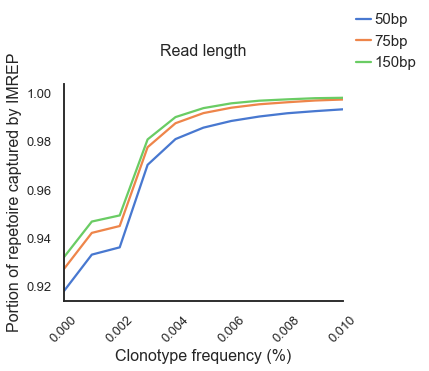 50bp
75bp
150bp
Read length
Portion of repetoire captured by IMREP
1.00
0.98
0.96
0.94
0.92
0.000
0.002
0.004
0.006
0.008
0.010
Clonotype frequency (%)